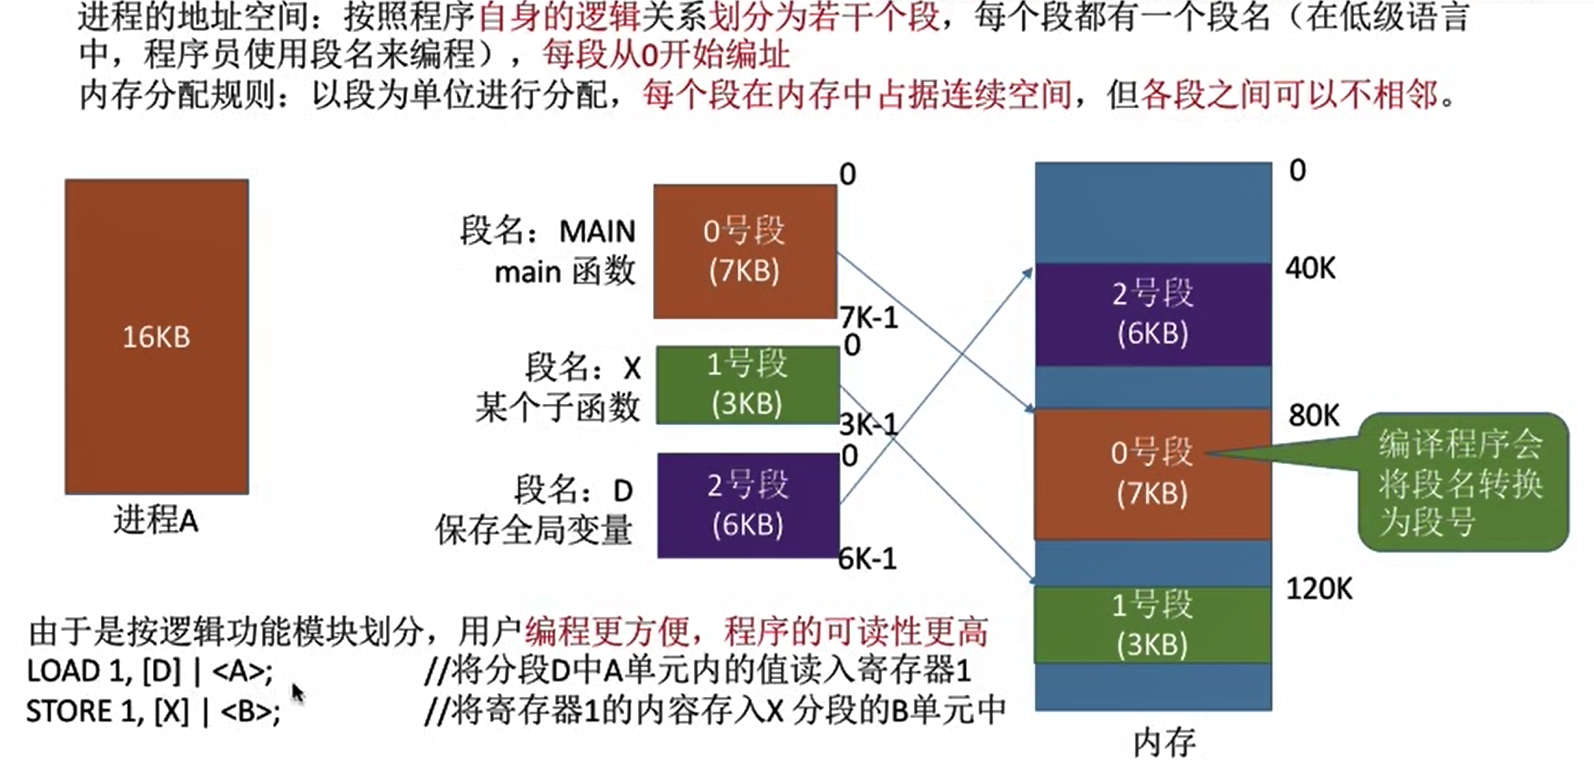 进程的地址空间：按照程序自身的逻辑关系划分为若干个段，每个段都有一个段名（在低级语言
中，程序员使用段名来编程），每段从0开始编址
内存分配规则：以段为单位进行分配，每个段在内存中占据连续空间，但各段之间可以不相邻。
16KB
进程A
段名：MAIN
main 函数
0号段
(7KB)
0
7K-1
段名：X
某个子函数
1号段
(3KB)
0
3K-1
段名：D
保存全局变量
2号段
(6KB)
0
6K-1
0
40K
2号段
(6KB)
80K
0号段
(7KB)
120K
1号段
(3KB)
内存
编译程序会
将段名转换
为段号
由于是按逻辑功能模块划分，用户编程更方便，程序的可读性更高
LOAD 1, [D] | <A>; //将分段D中A单元内的值读入寄存器1
STORE 1, [X] | <B>; //将寄存器1的内容存入X 分段的B单元中